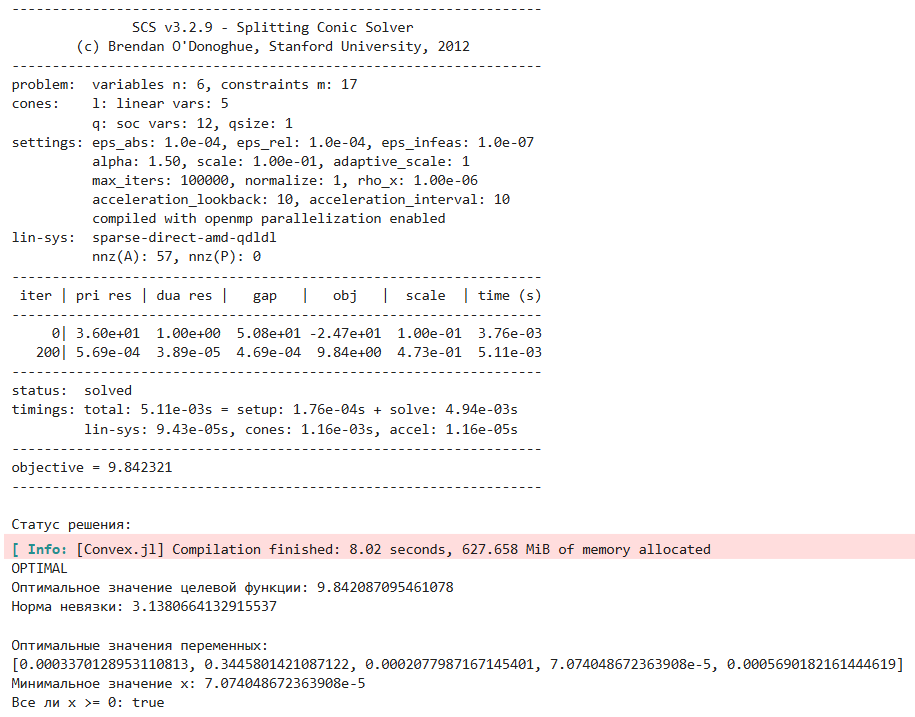 ------------------------------------------------------------------
SCS v3.2.9 - Splitting Conic Solver
(c) Brendan O'Donoghue, Stanford University, 2012
------------------------------------------------------------------
problem:  variables n: 6, constraints m: 17
cones:    l: linear vars: 5
q: soc vars: 12, qsize: 1
settings: eps_abs: 1.0e-04, eps_rel: 1.0e-04, eps_infeas: 1.0e-07
alpha: 1.50, scale: 1.00e-01, adaptive_scale: 1
max_iters: 100000, normalize: 1, rho_x: 1.00e-06
acceleration_lookback: 10, acceleration_interval: 10
compiled with openmp parallelization enabled
lin-sys:  sparse-direct-amd-qdldl
nnz(A): 57, nnz(P): 0
------------------------------------------------------------------
iter | pri res | dua res |   gap   |   obj   |  scale  | time (s)
------------------------------------------------------------------
0| 3.60e+01  1.00e+00  5.08e+01 -2.47e+01  1.00e-01  3.76e-03
200| 5.69e-04  3.89e-05  4.69e-04  9.84e+00  4.73e-01  5.11e-03
------------------------------------------------------------------
status:  solved
timings: total: 5.11e-03s = setup: 1.76e-04s + solve: 4.94e-03s
lin-sys: 9.43e-05s, cones: 1.16e-03s, accel: 1.16e-05s
------------------------------------------------------------------
objective = 9.842321
------------------------------------------------------------------
Статус решения:
[ Info: [Convex.jl] Compilation finished: 8.02 seconds, 627.658 MiB of memory allocated
OPTIMAL
Оптимальное значение целевой функции: 9.842087095461078
Норма невязки: 3.1380664132915537
Оптимальные значения переменных:
[0.0003370128953110813, 0.3445801421087122, 0.0002077987167145401, 7.074048672363908e-5, 0.0005690182161444619]
Минимальное значение x: 7.074048672363908e-5
Все ли x >= 0: true